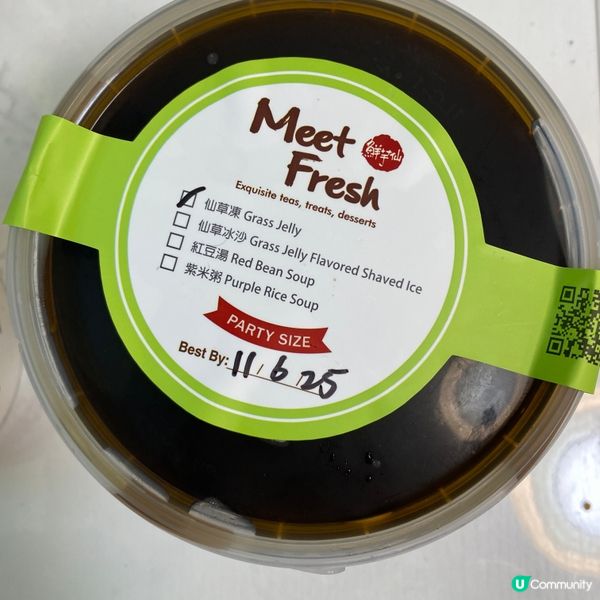 Meet
Fresh
鮮芋仙
Exquisite teas, treats, desserts
仙草凍 Grass Jelly
仙草冰沙 Grass Jelly Flavored Shaved Ice
紅豆湯 Red Bean Soup
紫米粥 Purple Rice Soup
PARTY SIZE
Best By: 11/6/25
U Community